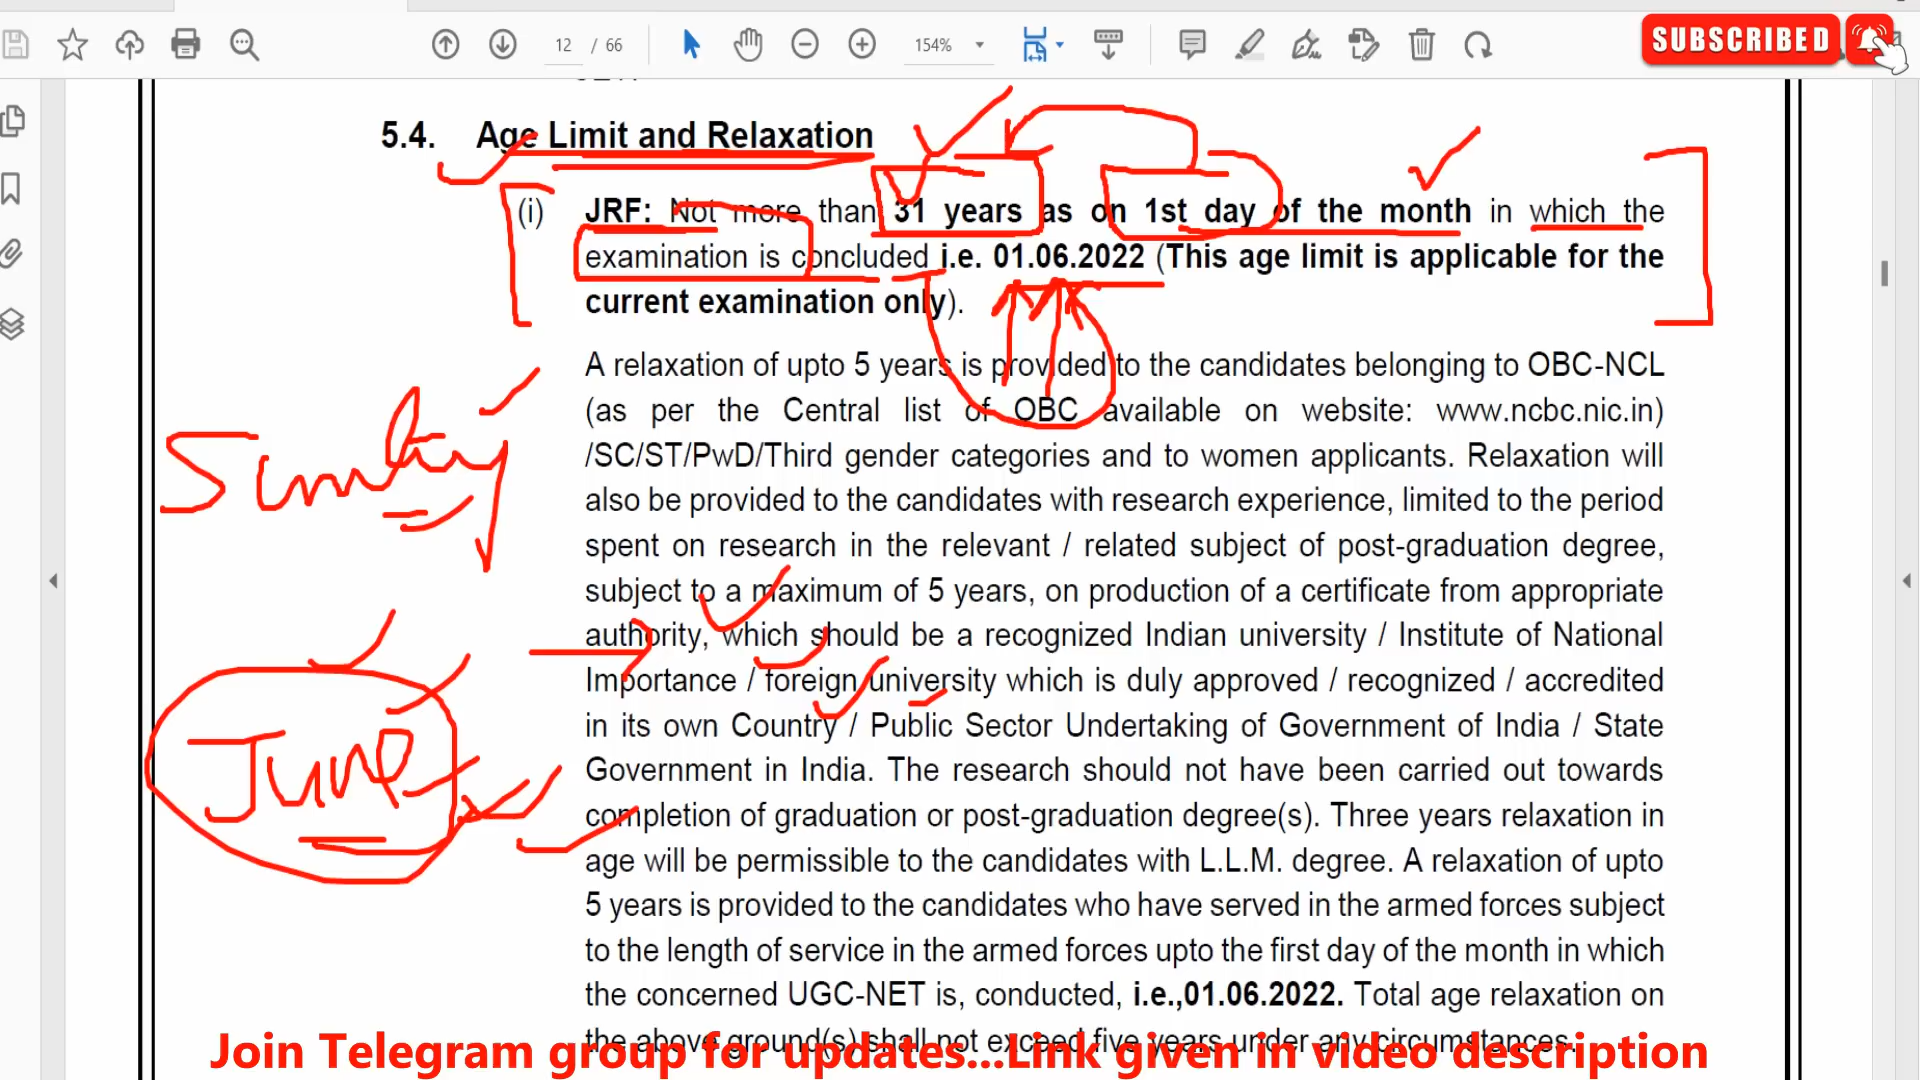 12 / 66
154%
SUBSCRIBED
5.4. Age Limit and Relaxation
(i) JRF: Not more than 31 years as on 1st day of the month in which the
examination is concluded i.e. 01.06.2022 (This age limit is applicable for the
current examination only).
A relaxation of upto 5 years is provided to the candidates belonging to OBC-NCL
(as per the Central list of OBC available on website: www.ncbc.nic.in)
/SC/ST/PwD/Third gender categories and to women applicants. Relaxation will
also be provided to the candidates with research experience, limited to the period
spent on research in the relevant / related subject of post-graduation degree,
subject to a maximum of 5 years, on production of a certificate from appropriate
authority, which should be a recognized Indian university / Institute of National
Importance / foreign university which is duly approved / recognized / accredited
in its own Country / Public Sector Undertaking of Government of India / State
Government in India. The research should not have been carried out towards
completion of graduation or post-graduation degree(s). Three years relaxation in
age will be permissible to the candidates with L.L.M. degree. A relaxation of upto
5 years is provided to the candidates who have served in the armed forces subject
to the length of service in the armed forces upto the first day of the month in which
the concerned UGC-NET is, conducted, i.e.,01.06.2022. Total age relaxation on
the above ground(s) shall not exceed five years under any circumstances.
June
Join Telegram group for updates...Link given in video description